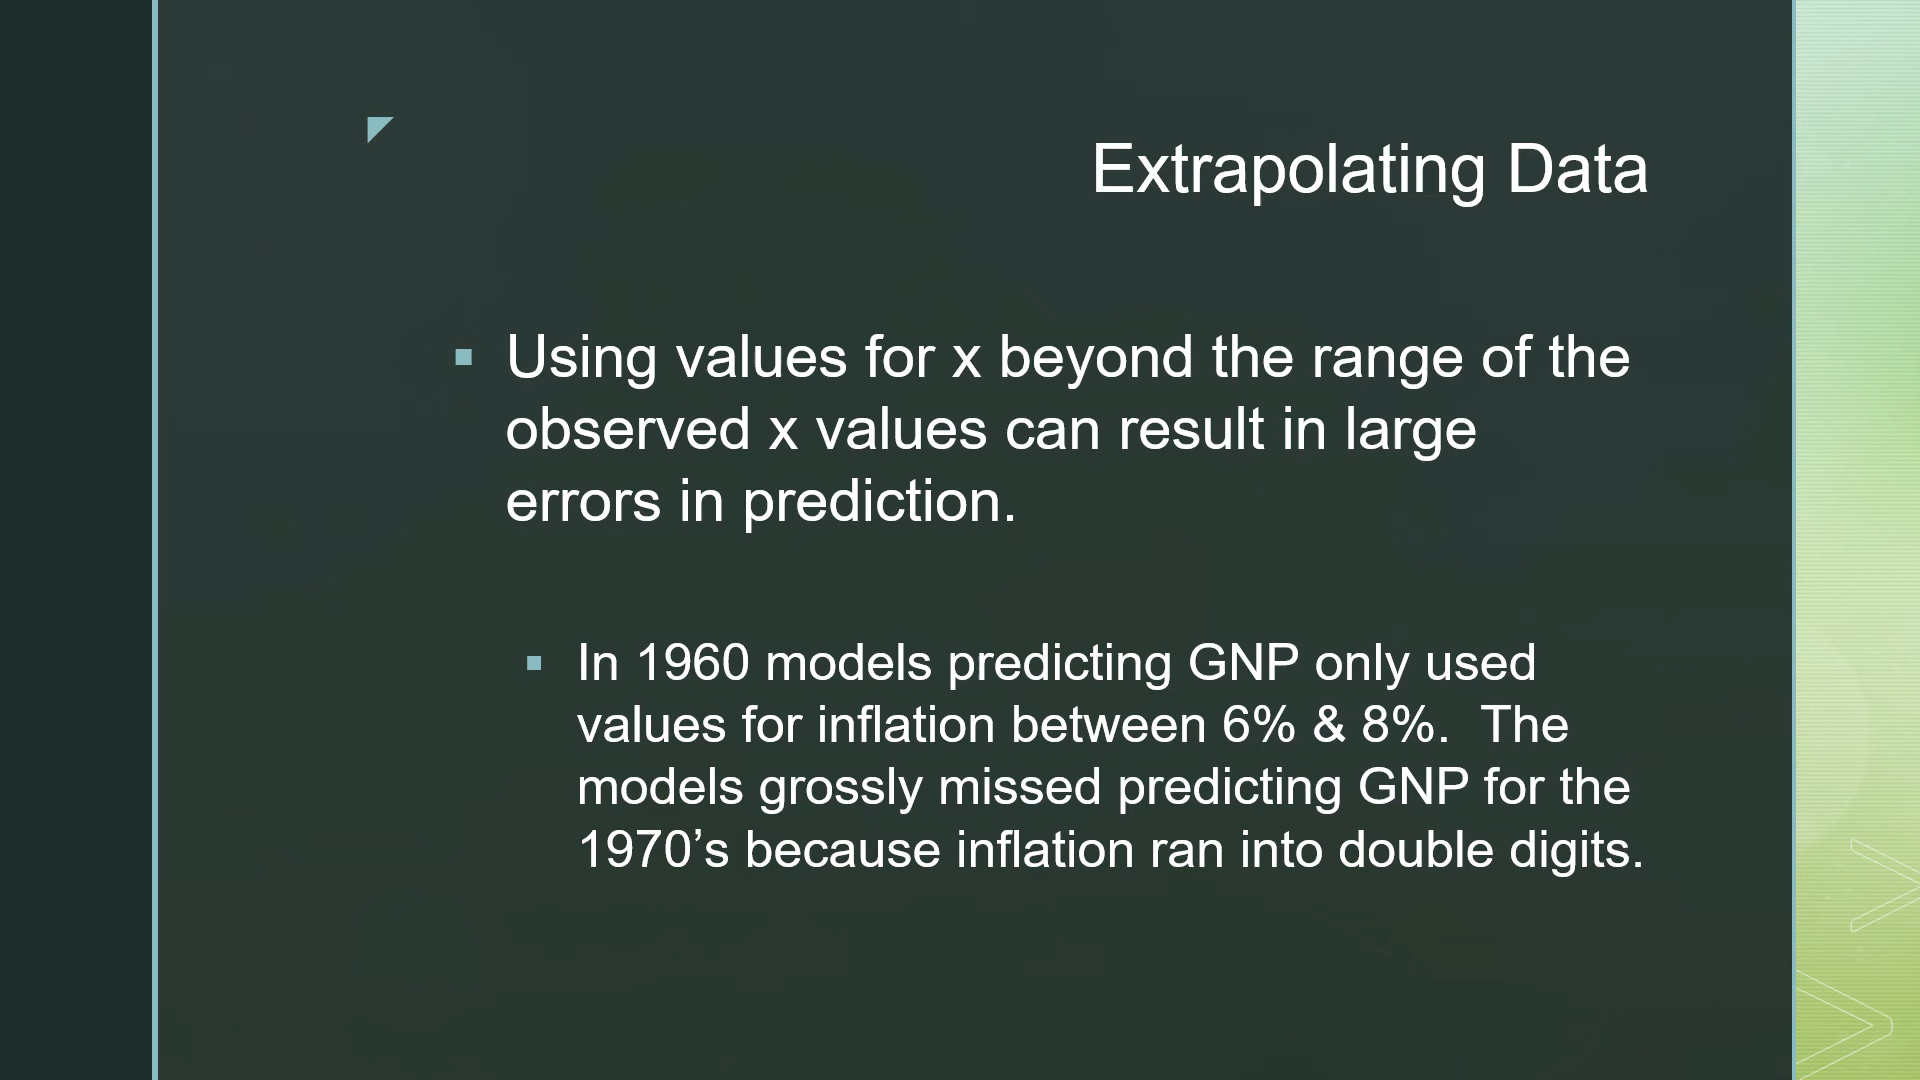 Extrapolating Data
Using values for x beyond the range of the
observed x values can result in large
errors in prediction.
In 1960 models predicting GNP only used
values for inflation between 6% & 8%.  The
models grossly missed predicting GNP for the
1970’s because inflation ran into double digits.